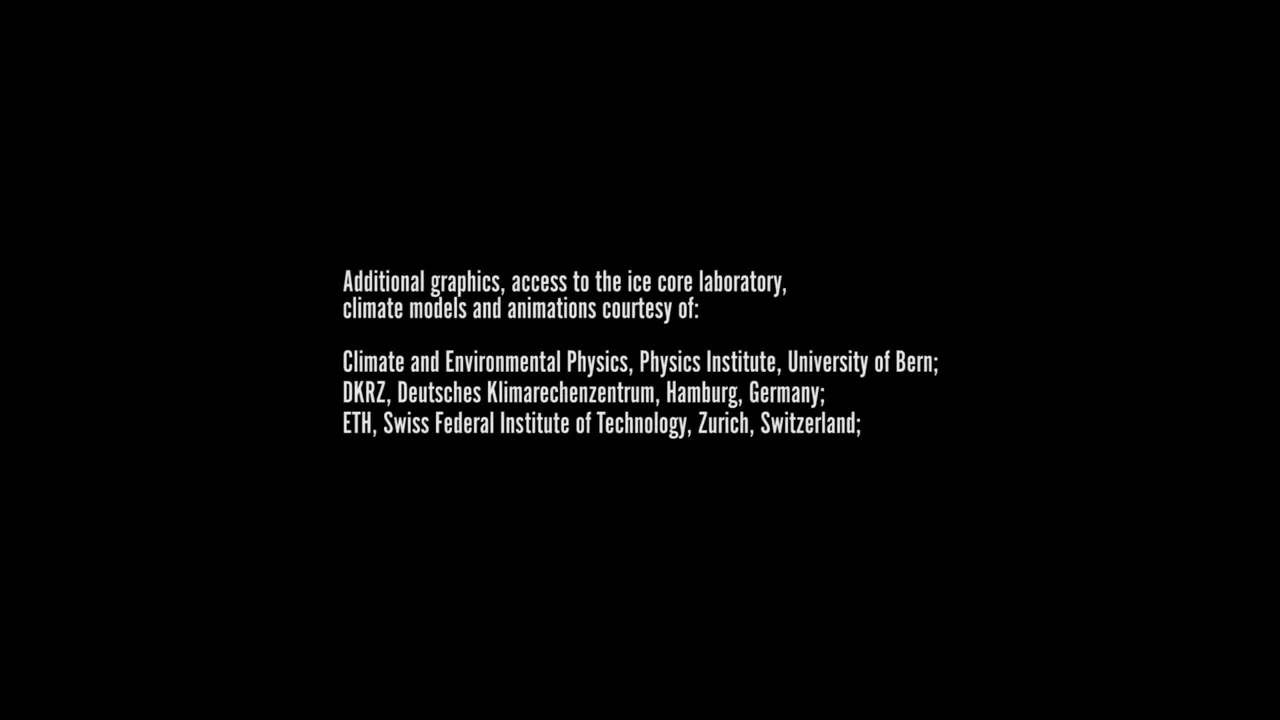 Additional graphics, access to the ice core laboratory,
climate models and animations courtesy of:
Climate and Environmental Physics, Physics Institute, University of Bern;
DKRZ, Deutsches Klimarechenzentrum, Hamburg, Germany;
ETH, Swiss Federal Institute of Technology, Zurich, Switzerland;